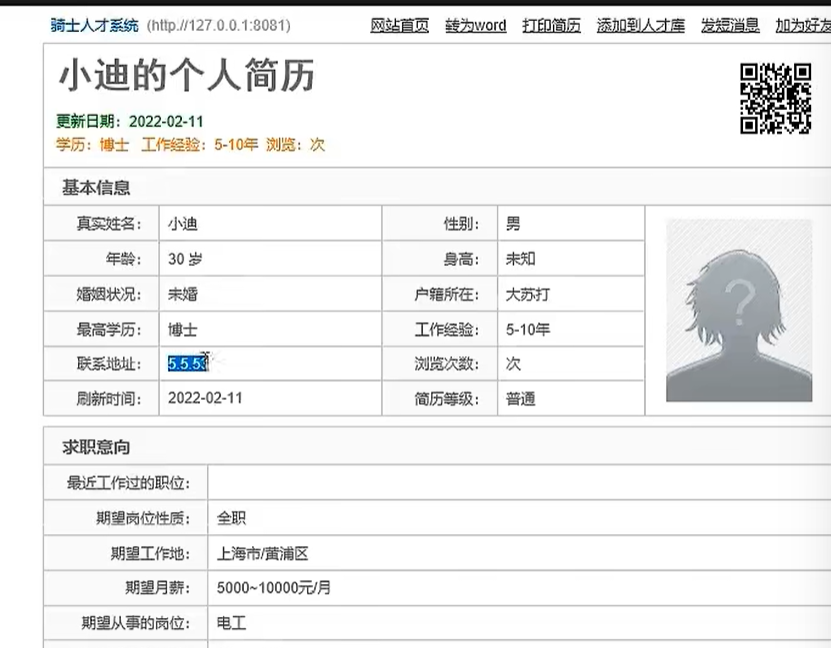 骑士人才系统 (http://127.0.0.1:8081) 网站首页 转为word 打印简历 添加到人才库 发短消息 加为好友
小迪的个人简历
更新日期：2022-02-11
学历：博士 工作经验：5-10年 浏览：次
基本信息
真实姓名： 小迪 性别： 男
年龄： 30 岁 身高： 未知
婚姻状况： 未婚 户籍所在： 大苏打
最高学历： 博士 工作经验： 5-10年
联系地址： 5.5.5 浏览次数： 次
刷新时间： 2022-02-11 简历等级： 普通
求职意向
最近工作过的职位：
期望岗位性质： 全职
期望工作地： 上海市/黄浦区
期望月薪： 5000~10000元/月
期望从事的岗位： 电工